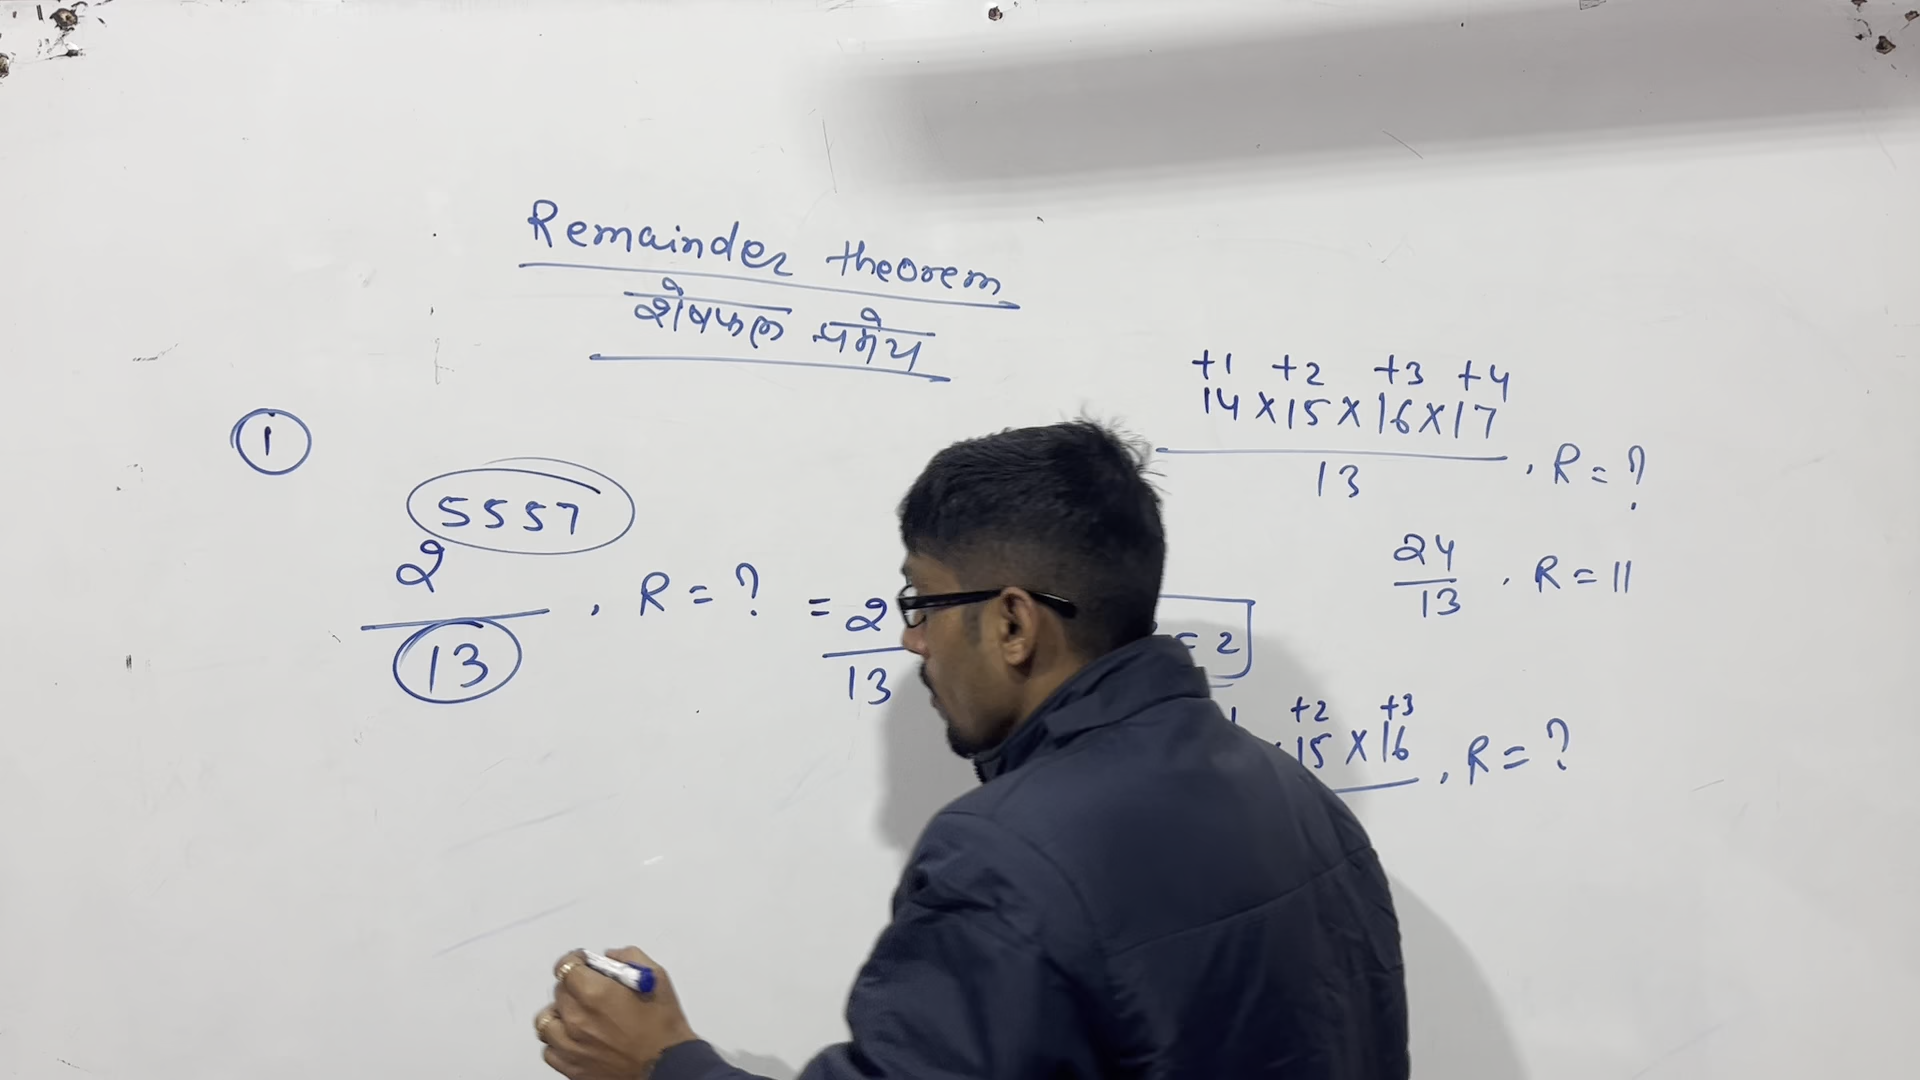 Remainder theorem
शेषफल प्रमेय
①
2^5557 / 13 , R = ? = 2 / 13
= 2
+1 +2 +3 +4
14 × 15 × 16 × 17
13 , R = ?
24 / 13 , R = 11
+2 +3
15 × 16 , R = ?